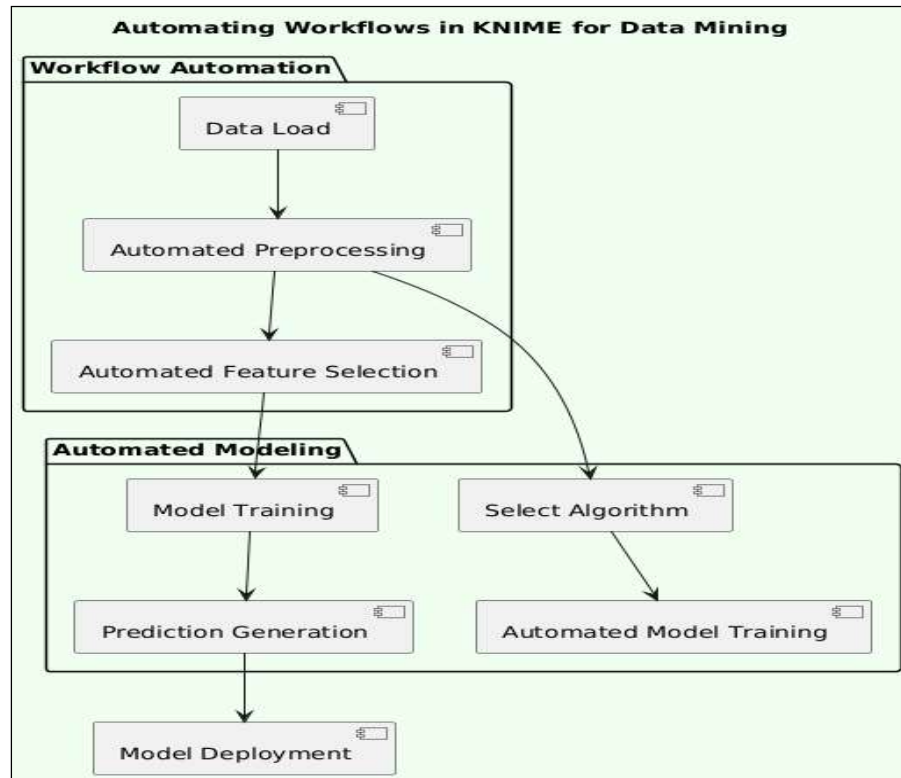 Automating Workflows in KNIME for Data Mining
Workflow Automation
Data Load
Automated Preprocessing
Automated Feature Selection
Automated Modeling
Model Training
Select Algorithm
Prediction Generation
Automated Model Training
Model Deployment